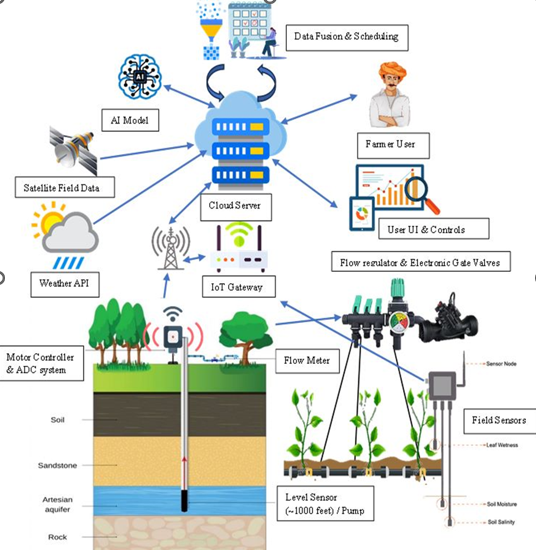 Data Fusion & Scheduling
AI
AI Model
Farmer User
Satellite Field Data
Cloud Server
User UI & Controls
Weather API
IoT Gateway
Flow regulator & Electronic Gate Valves
Motor Controller
& ADC system
Flow Meter
Sensor Node
Soil
Field Sensors
Leaf Wetness
Sandstone
Artesian
aquifer
Level Sensor
(~1000 feet) / Pump
Soil Moisture
Soil Salinity
Rock